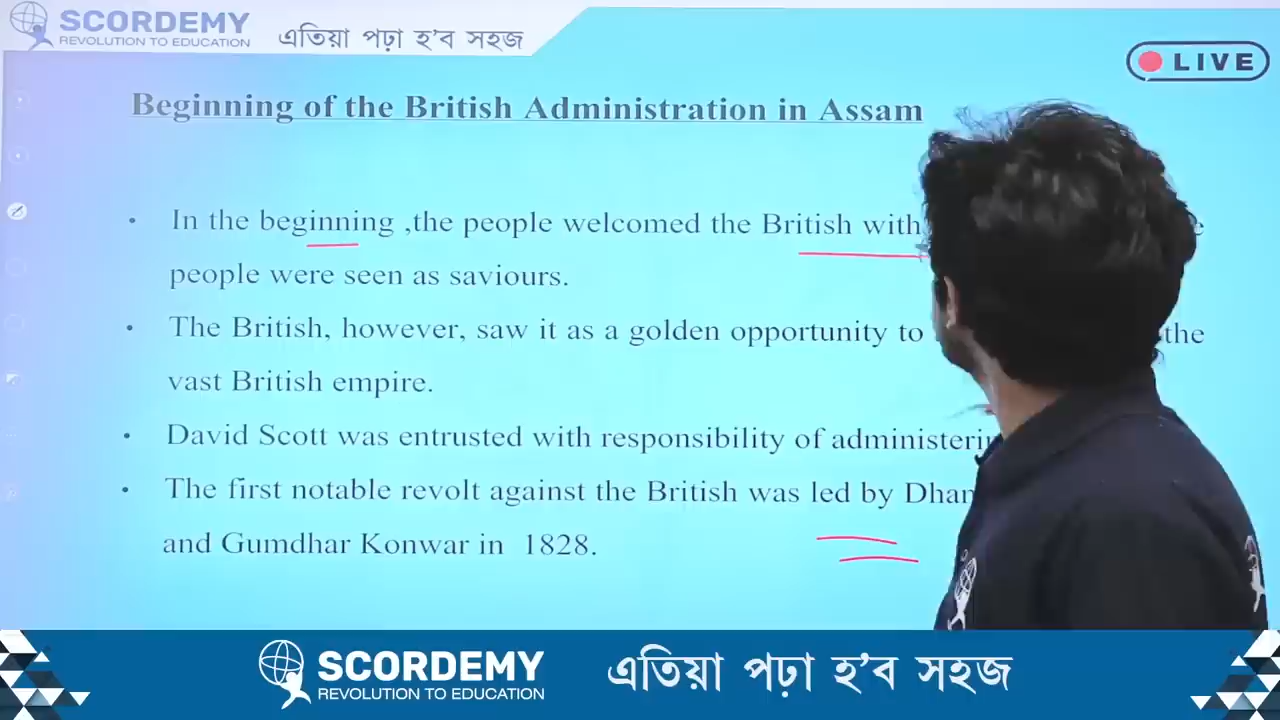 SCORDEMY
REVOLUTION TO EDUCATION
এতিয়া পঢ়া হ'ব সহজ
LIVE
Beginning of the British Administration in Assam
• In the beginning ,the people welcomed the British with
people were seen as saviours.
• The British, however, saw it as a golden opportunity to the
vast British empire.
• David Scott was entrusted with responsibility of
• The first notable revolt against the British was led by
and Gumdhar Konwar in 1828.
SCORDEMY
REVOLUTION TO EDUCATION
এতিয়া পঢ়া হ'ব সহজ